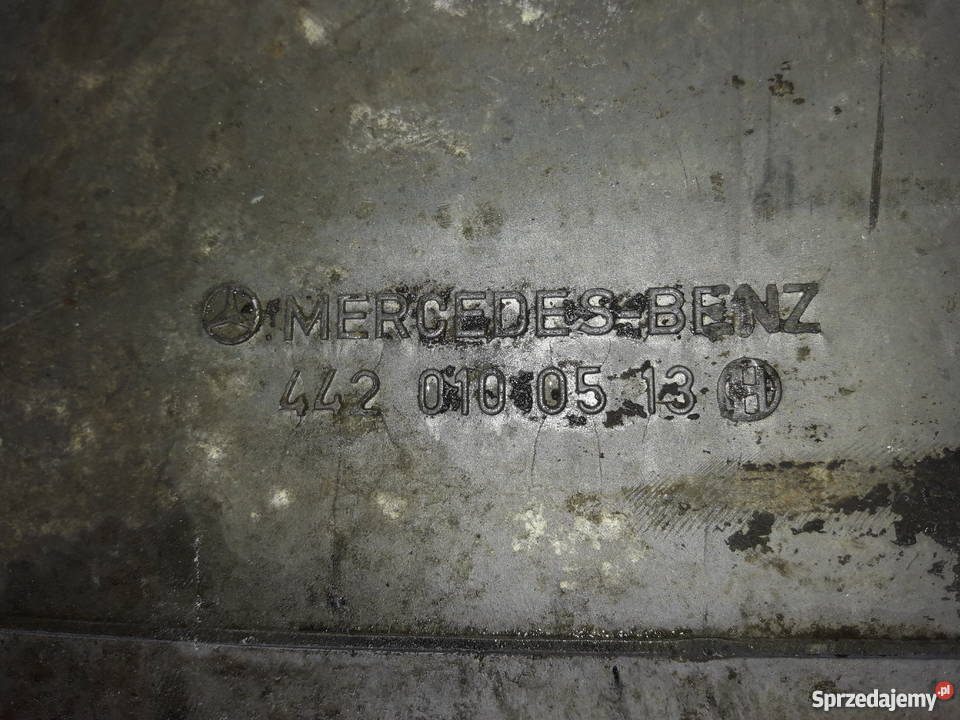 MERCEDES-BENZ
442 010 05 13 H
Sprzedajemy.pl